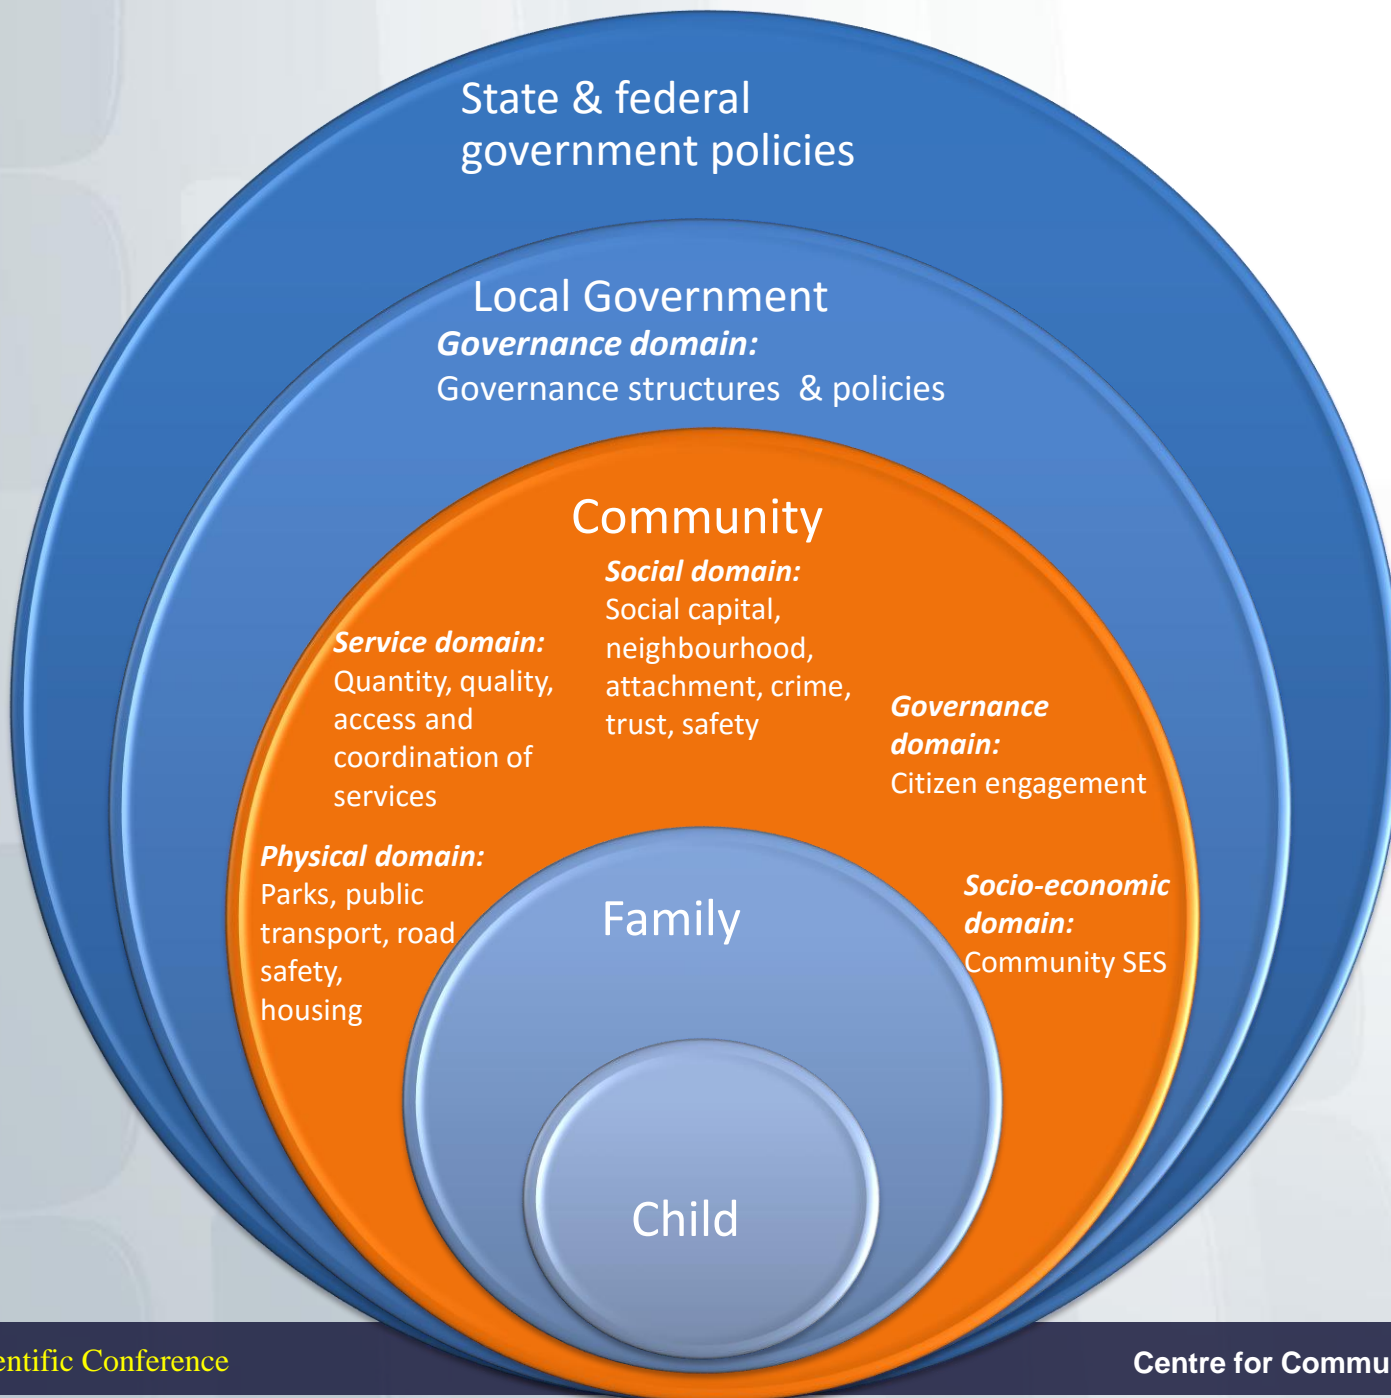 State & federal
government policies
Local Government
Governance domain:
Governance structures & policies
Community
Social domain:
Social capital,
neighbourhood,
attachment, crime,
trust, safety
Service domain:
Quantity, quality,
access and
coordination of
services
Governance
domain:
Citizen engagement
Physical domain:
Parks, public
transport, road
safety,
housing
Socio-economic
domain:
Community SES
Family
Child
entific Conference
Centre for Commu